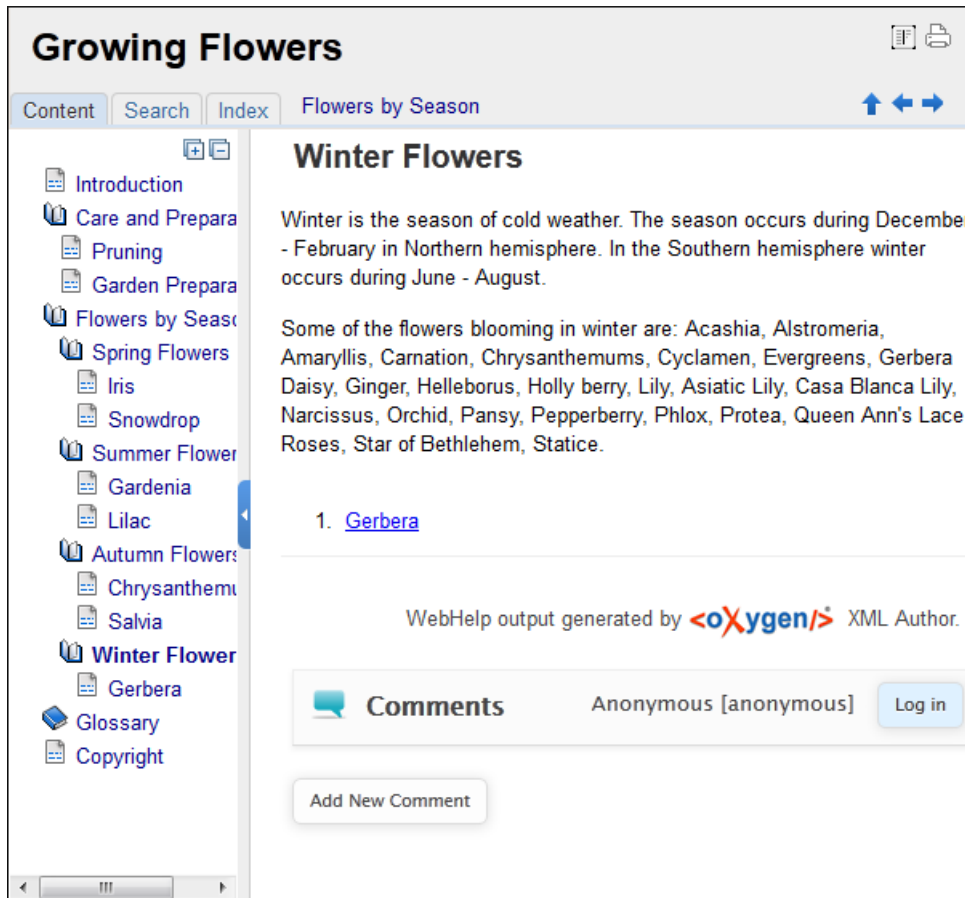 Growing Flowers
Content
Search
Index
Flowers by Season
Introduction
Care and Prepara
Pruning
Garden Prepara
Flowers by Seaso
Spring Flowers
Iris
Snowdrop
Summer Flower
Gardenia
Lilac
Autumn Flowers
Chrysanthemu
Salvia
Winter Flower
Gerbera
Glossary
Copyright
Winter Flowers
Winter is the season of cold weather. The season occurs during December
- February in Northern hemisphere. In the Southern hemisphere winter
occurs during June - August.
Some of the flowers blooming in winter are: Acashia, Alstromeria,
Amaryllis, Carnation, Chrysanthemums, Cyclamen, Evergreens, Gerbera
Daisy, Ginger, Helleborus, Holly berry, Lily, Asiatic Lily, Casa Blanca Lily,
Narcissus, Orchid, Pansy, Pepperberry, Phlox, Protea, Queen Ann's Lace
Roses, Star of Bethlehem, Statice.
1. Gerbera
WebHelp output generated by <oXygen/> XML Author.
Comments
Anonymous [anonymous]
Log in
Add New Comment